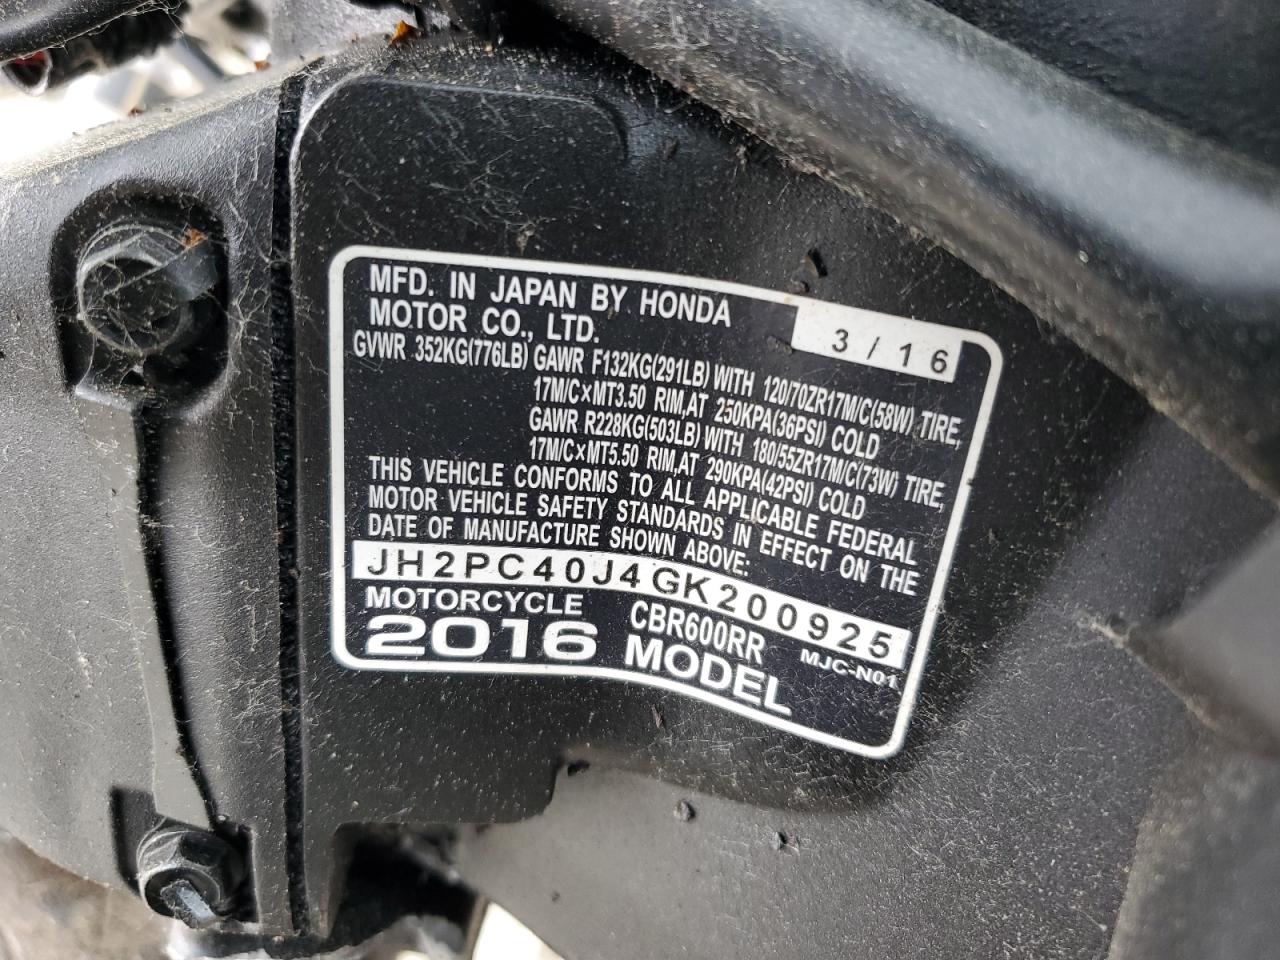 MFD. IN JAPAN BY HONDA
MOTOR CO., LTD.
3/16
GVWR 352KG(776LB) GAWR F132KG(291LB) WITH 120/70ZR17M/C(58W) TIRE,
17M/C×MT3.50 RIM,AT 250KPA(36PSI) COLD
GAWR R228KG(503LB) WITH 180/55ZR17M/C(73W) TIRE,
17M/C×MT5.50 RIM,AT 290KPA(42PSI) COLD
THIS VEHICLE CONFORMS TO ALL APPLICABLE FEDERAL
MOTOR VEHICLE SAFETY STANDARDS IN EFFECT ON THE
DATE OF MANUFACTURE SHOWN ABOVE:
JH2PC40J4GK200925
MOTORCYCLE CBR600RR MJC-N01
2016 MODEL